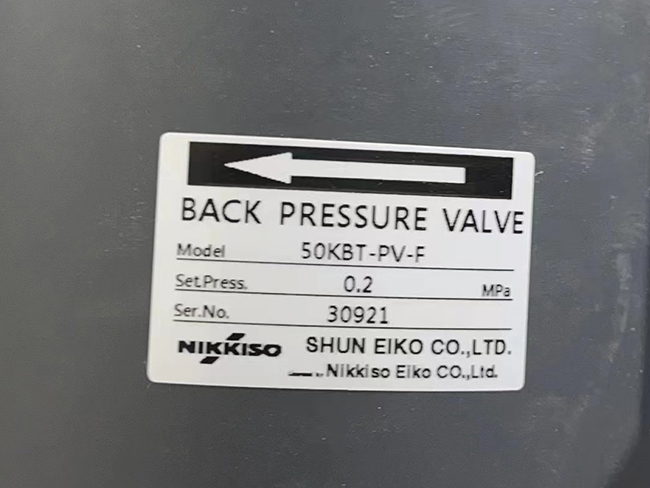 BACK PRESSURE VALVE
Model 50KBT-PV-F
Set.Press. 0.2 MPa
Ser.No. 30921
NIKKISO SHUN EIKO CO.,LTD.
Nikkiso Eiko CO.,Ltd.